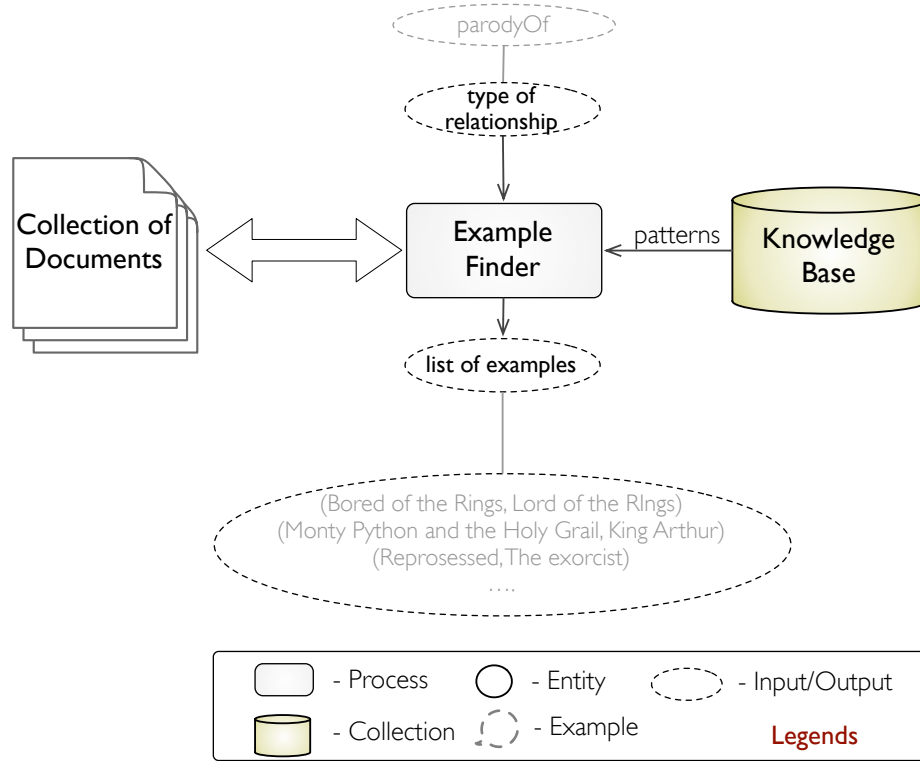 parodyOf
type of
relationship
Collection of
Documents
Example
Finder
patterns
Knowledge
Base
list of examples
(Bored of the Rings, Lord of the RIngs)
(Monty Python and the Holy Grail, King Arthur)
(Reprosessed, The exorcist)
....
- Process
- Entity
- Input/Output
- Collection
- Example
Legends